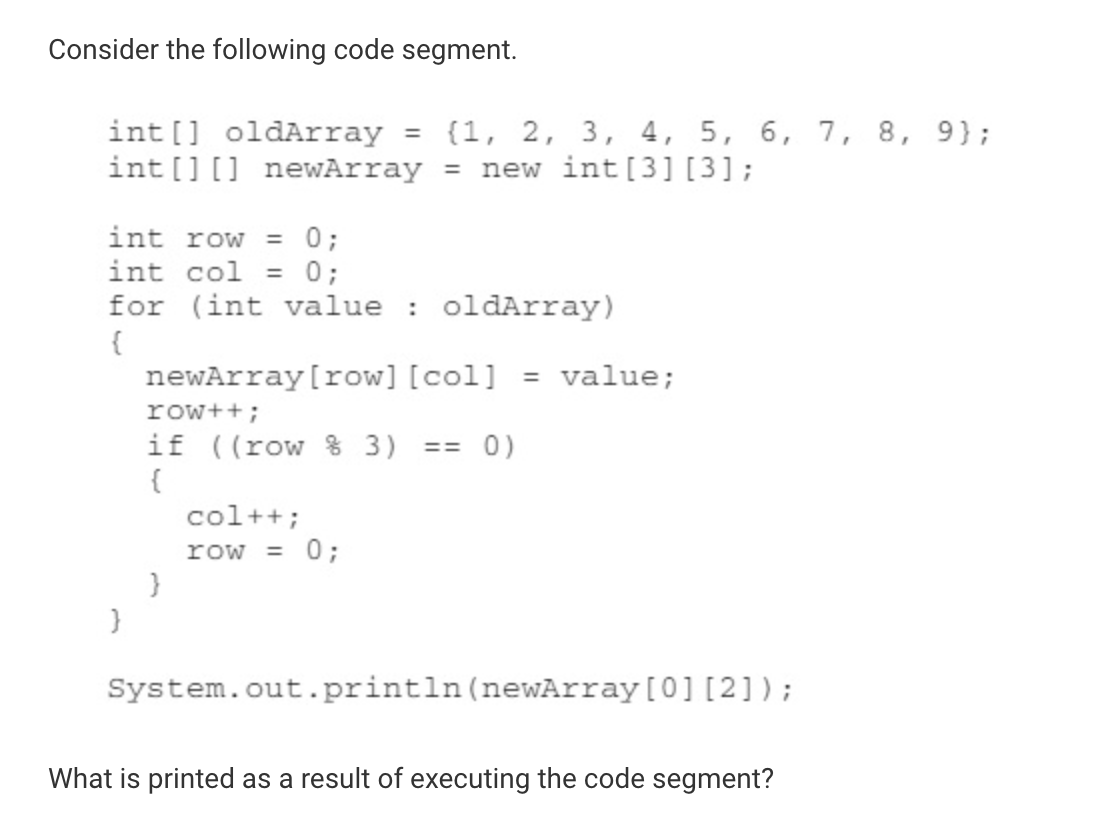 Consider the following code segment.
int[] oldArray = {1, 2, 3, 4, 5, 6, 7, 8, 9};
int[][] newArray = new int[3][3];
int row = 0;
int col = 0;
for (int value : oldArray)
{
newArray[row][col] = value;
row++;
if ((row % 3) == 0)
{
col++;
row = 0;
}
}
System.out.println(newArray[0][2]);
What is printed as a result of executing the code segment?